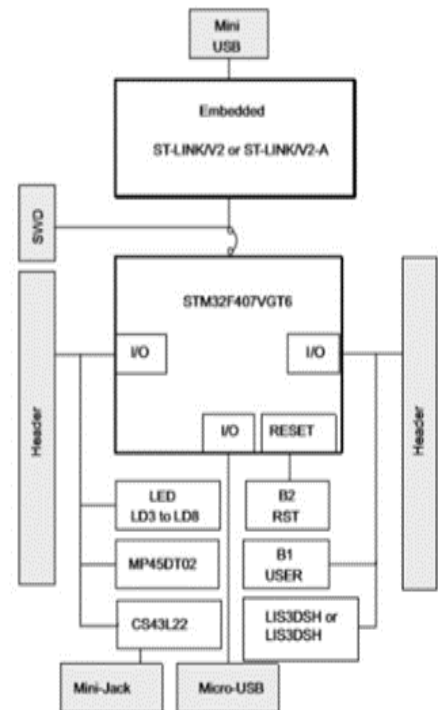 Mini
USB
Embedded
ST-LINK/V2 or ST-LINK/V2-A
SWD
STM32F407VGT6
I/O
I/O
Header
Header
I/O
RESET
LED
LD3 to LD8
B2
RST
MP45DT02
B1
USER
CS43L22
LIS3DSH or
LIS3DSH
Mini-Jack
Micro-USB